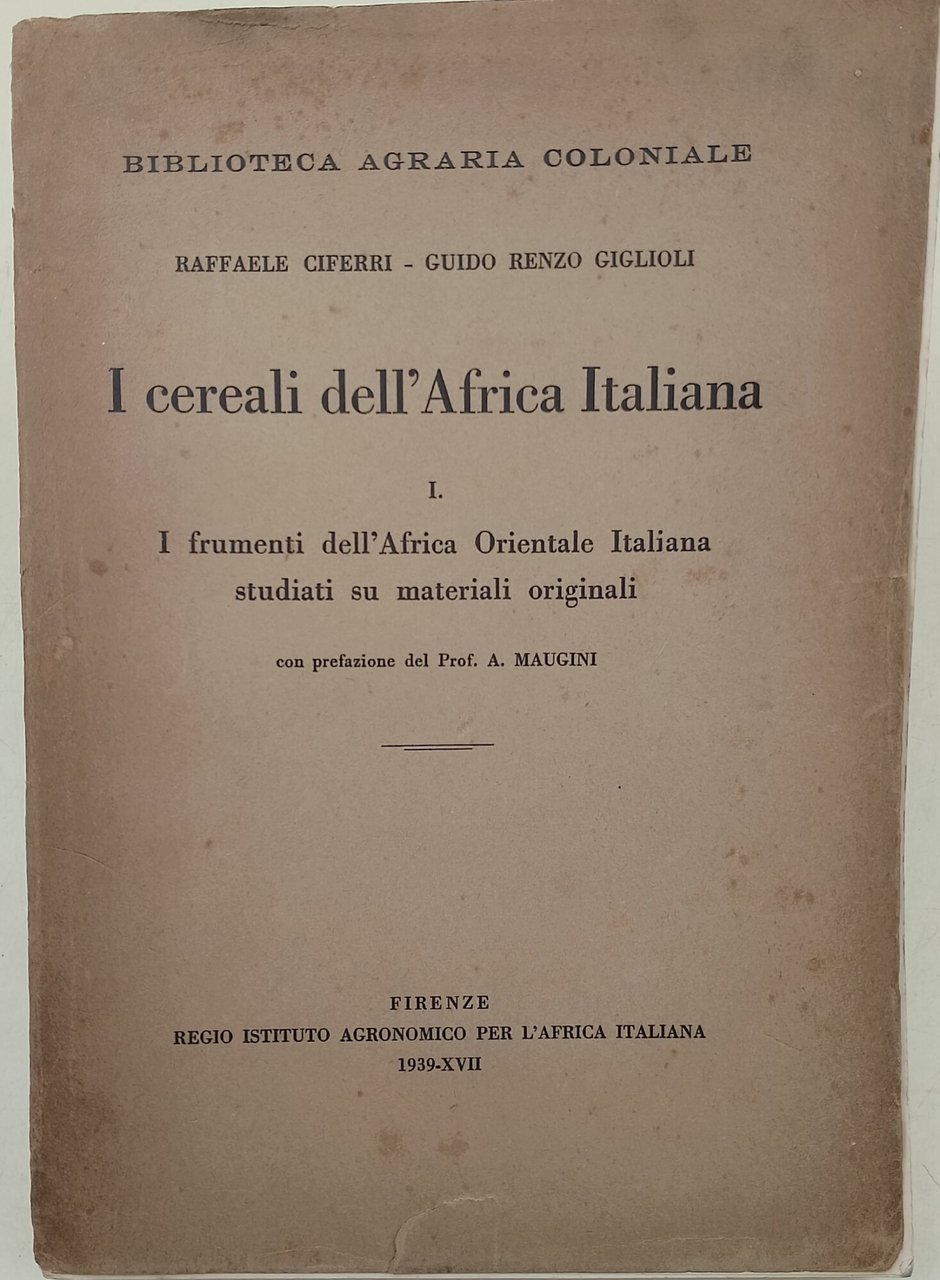 BIBLIOTECA AGRARIA COLONIALE
RAFFAELE CIFERRI - GUIDO RENZO GIGLIOLI
I cereali dell'Africa Italiana
I.
I frumenti dell'Africa Orientale Italiana
studiati su materiali originali
con prefazione del Prof. A. MAUGINI
FIRENZE
REGIO ISTITUTO AGRONOMICO PER L'AFRICA ITALIANA
1939-XVII